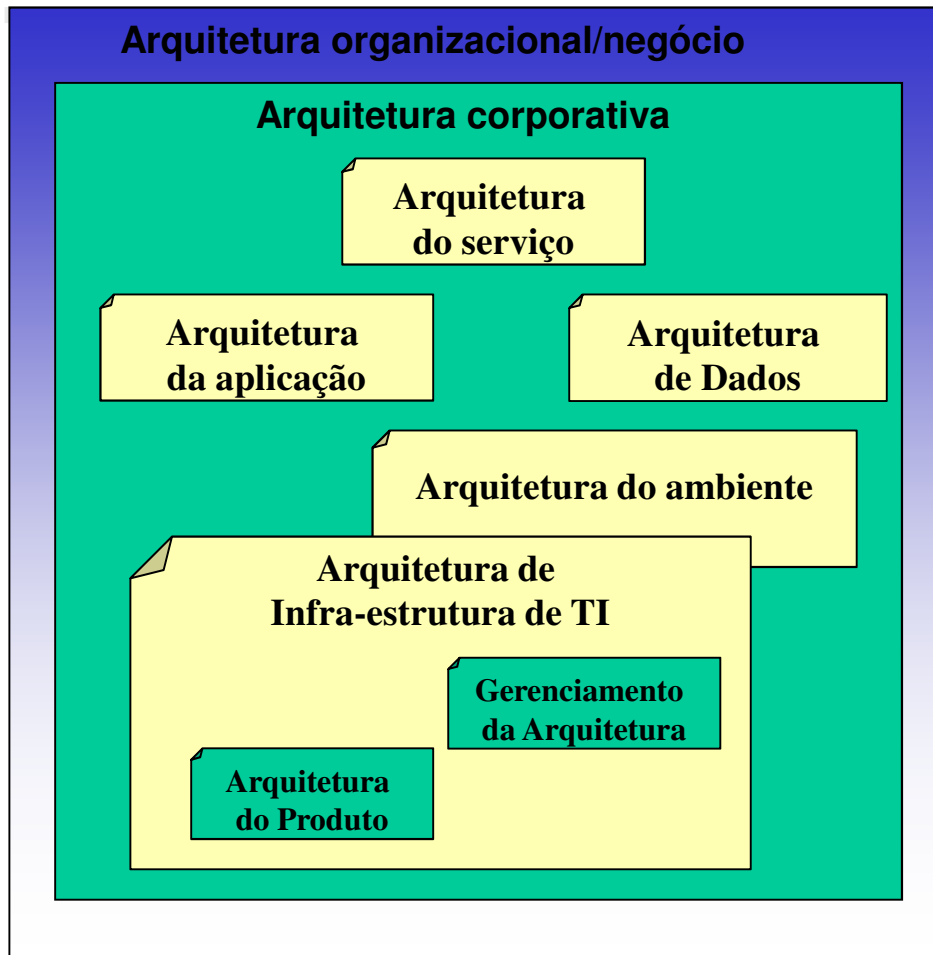 Arquitetura organizacional/negócio
Arquitetura corporativa
Arquitetura
do serviço
Arquitetura
da aplicação
Arquitetura
de Dados
Arquitetura do ambiente
Arquitetura de
Infra-estrutura de TI
Gerenciamento
da Arquitetura
Arquitetura
do Produto